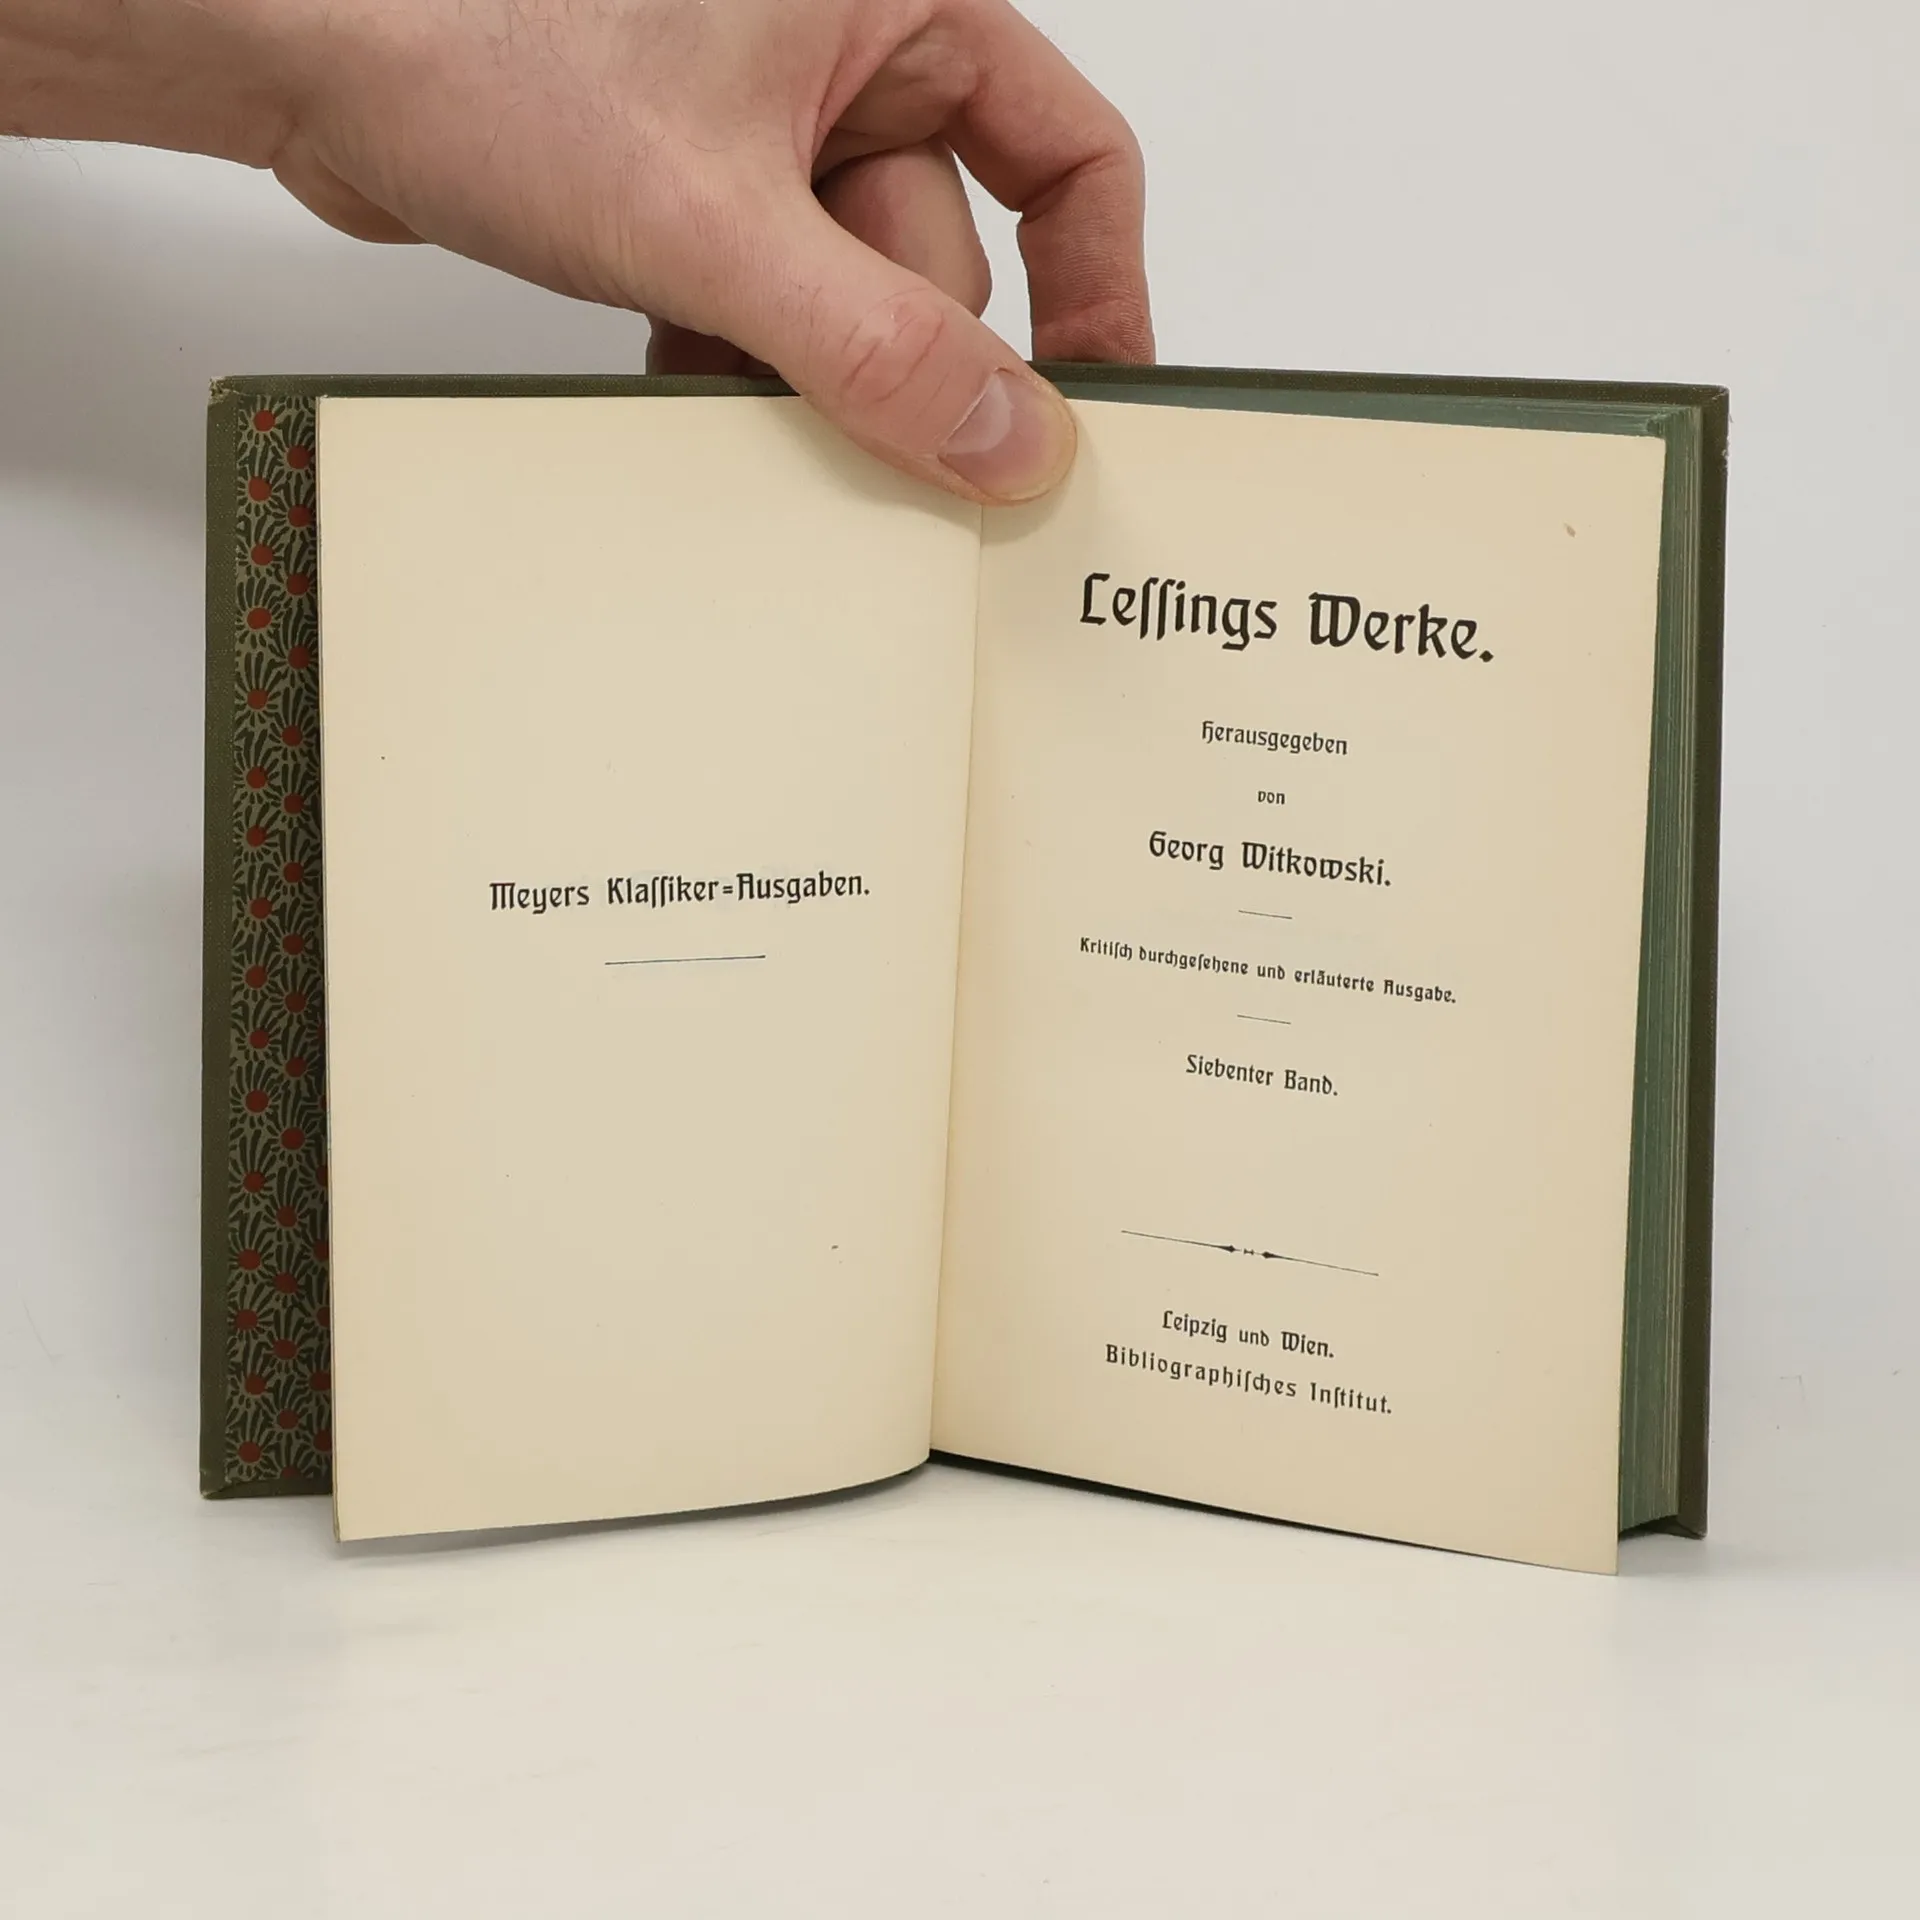 Meyers Klaſſiker=Ausgaben.
Leſſings Werke.
Herausgegeben
von
Georg Witkowski.
Kritiſch durchgeſehene und erläuterte Ausgabe.
Siebenter Band.
Leipzig und Wien.
Bibliographiſches Inſtitut.